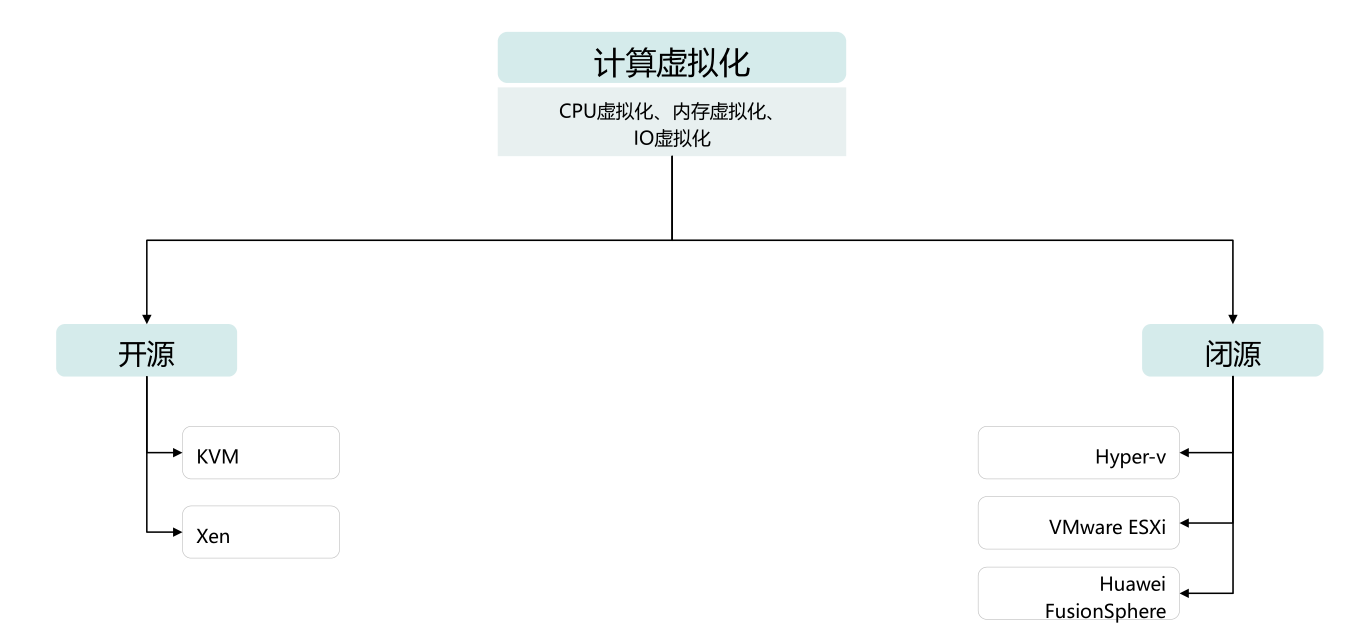 计算虚拟化
CPU虚拟化、内存虚拟化、
IO虚拟化
开源
闭源
KVM
Xen
Hyper-v
VMware ESXi
Huawei
FusionSphere